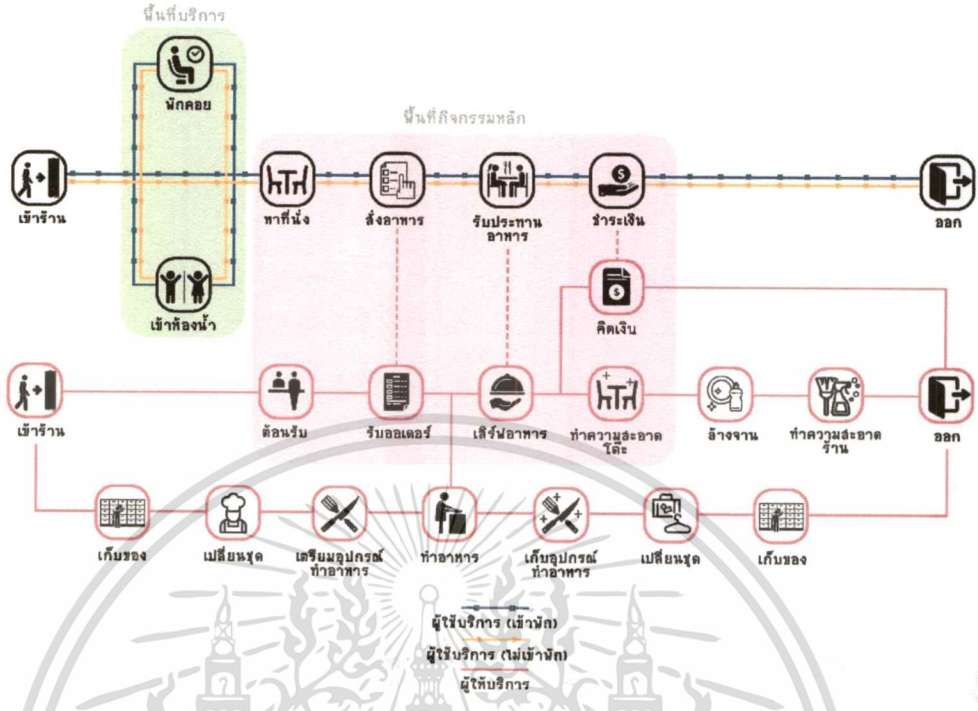 พื้นที่บริการ
พักคอย
พื้นที่กิจกรรมหลัก
เข้าร้าน
หาที่นั่ง
สั่งอาหาร
รับประทาน
อาหาร
ชำระเงิน
ออก
เข้าห้องน้ำ
คิดเงิน
เข้าร้าน
ต้อนรับ
รับออเดอร์
เสิร์ฟอาหาร
ทำความสะอาด
โต๊ะ
ล้างจาน
ทำความสะอาด
ร้าน
ออก
เก็บของ
เปลี่ยนชุด
เตรียมอุปกรณ์
ทำอาหาร
ทำอาหาร
เก็บอุปกรณ์
ทำอาหาร
เปลี่ยนชุด
เก็บของ
ผู้ใช้บริการ (เข้าพัก)
ผู้ใช้บริการ (ไม่เข้าพัก)
ผู้ให้บริการ